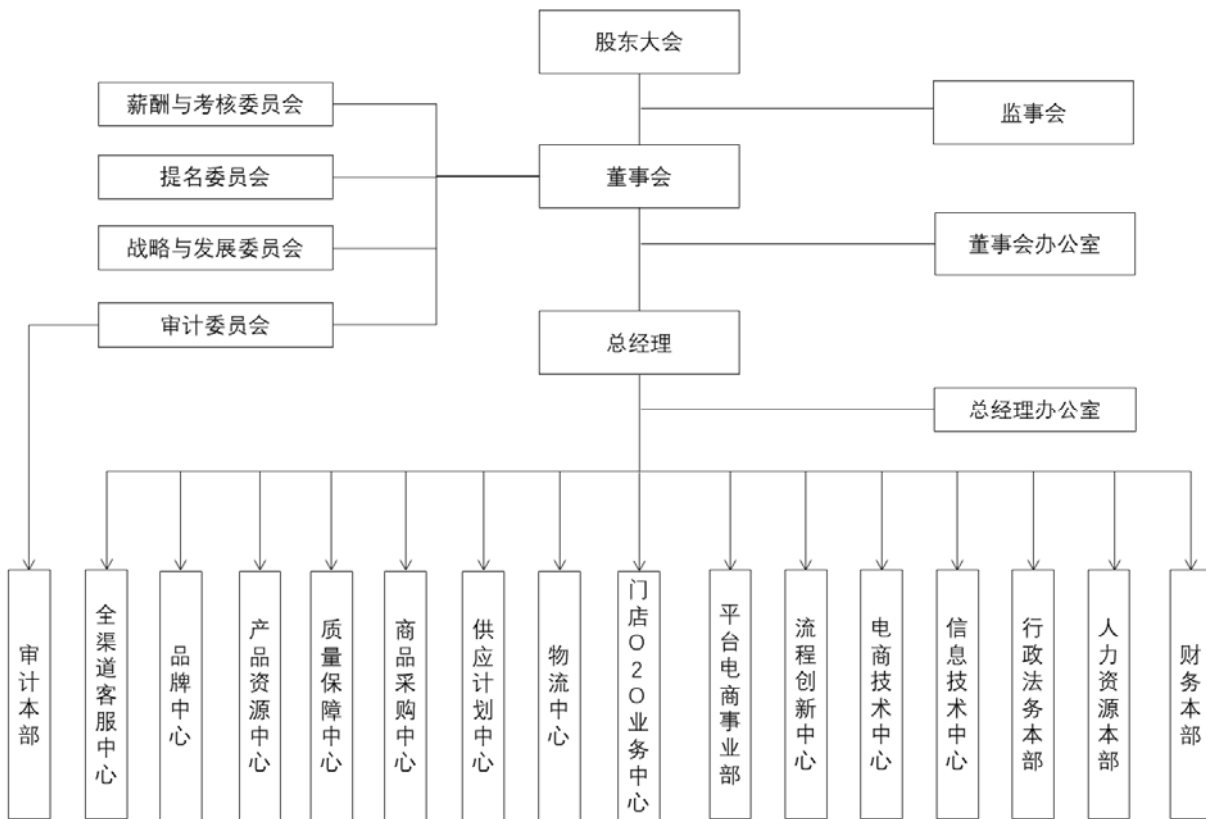 股东大会
薪酬与考核委员会
监事会
提名委员会
董事会
战略与发展委员会
董事会办公室
审计委员会
总经理
总经理办公室
审计本部
全渠道客服中心
品牌中心
产品资源中心
质量保障中心
商品采购中心
供应计划中心
物流中心
门店O2O业务中心
平台电商事业部
流程创新中心
电商技术中心
信息技术中心
行政法务本部
人力资源本部
财务本部